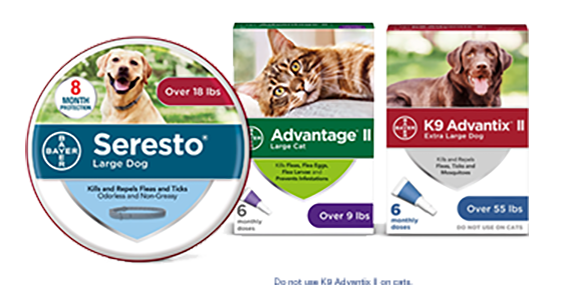 8
MONTH
PROTECTION
Over 18 lbs
BAYER
BAYER
Seresto®
Large Dog
Kills and Repels Fleas and Ticks
Odorless and Non-Greasy
BAYER
Advantage® II
Large Cat
Kills Fleas, Flea Eggs,
Flea Larvae and
Prevents Infestations
6
monthly
doses
Over 9 lbs
BAYER
K9 Advantix® II
Extra Large Dog
Kills and Repels
Fleas, Ticks and
Mosquitoes
6
monthly
doses
Over 55 lbs
DO NOT USE ON CATS
Do not use K9 Advantix II on cats.